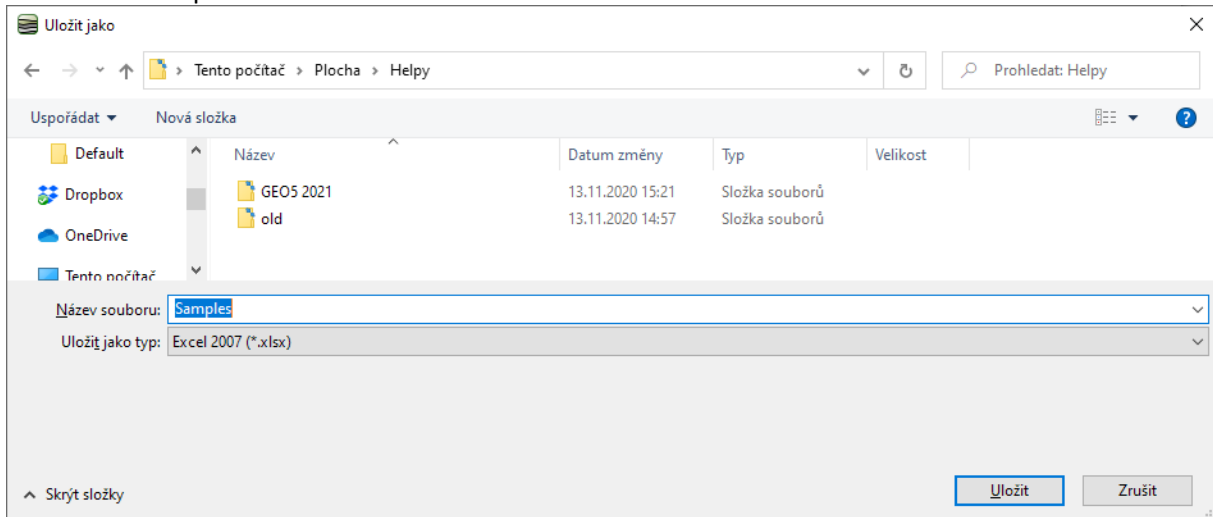 Uložit jako
Tento počítač > Plocha > Helpy
Prohledat: Helpy
Uspořádat
Nová složka
Default
Dropbox
OneDrive
Tento počítač
Název
Datum změny
Typ
Velikost
GEO5 2021
13.11.2020 15:21
Složka souborů
old
13.11.2020 14:57
Složka souborů
Název souboru: Samples
Uložit jako typ: Excel 2007 (*.xlsx)
Skrýt složky
Uložit
Zrušit